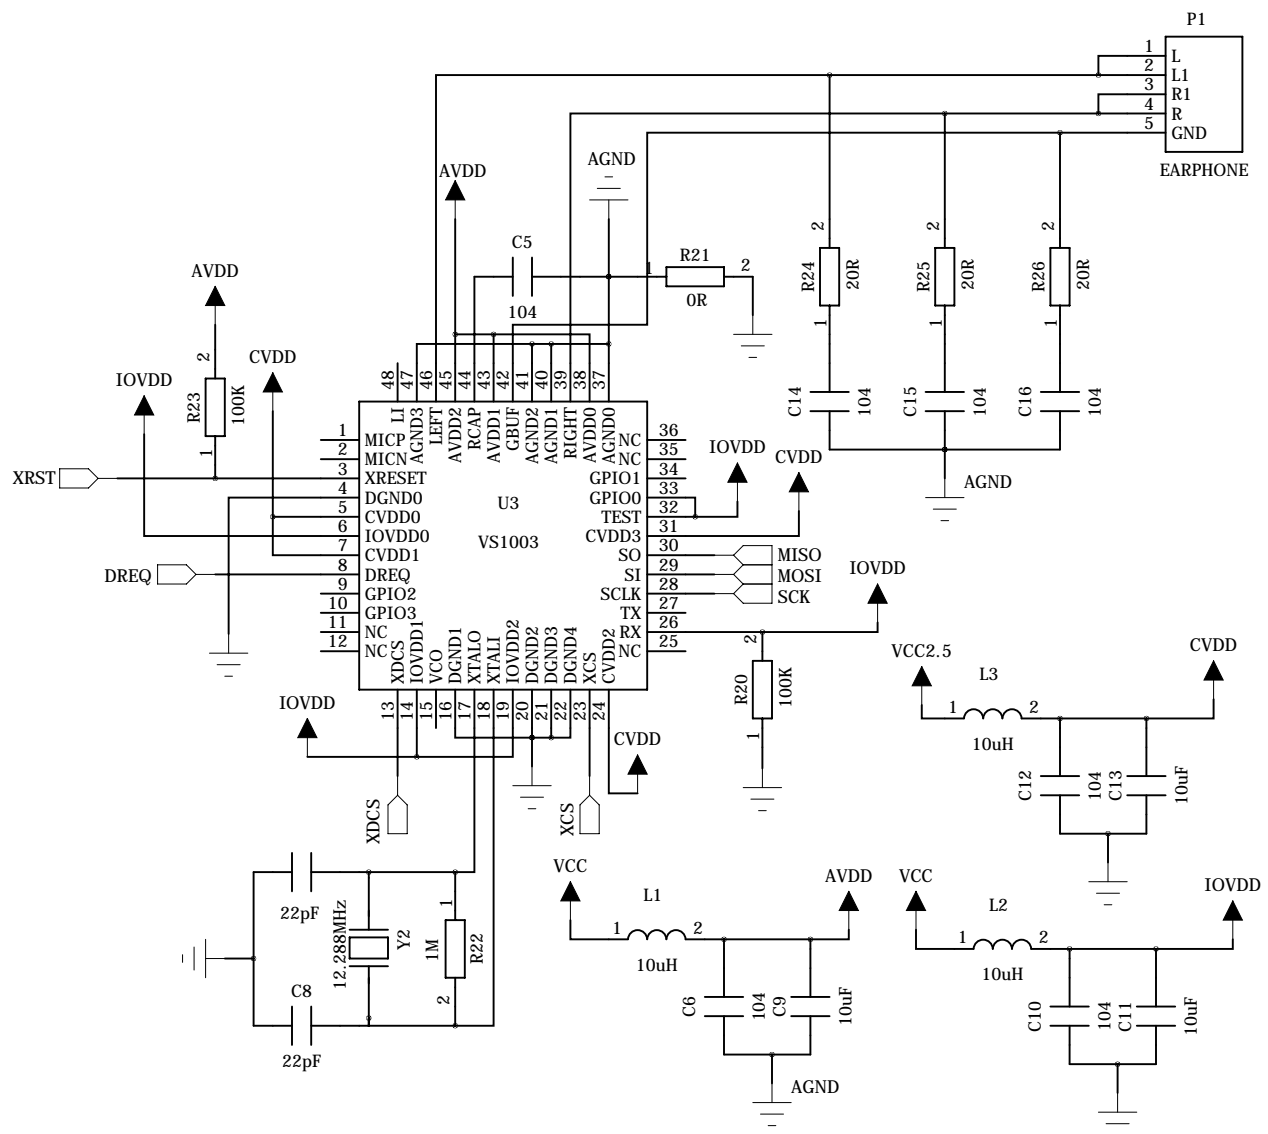 P1
1 L
2 L1
3 R1
4 R
5 GND
EARPHONE
AGND
AVDD
C5
104
R21
1 2
0R
2 R24 20R 1
2 R25 20R 1
2 R26 20R 1
C14 104
C15 104
C16 104
AGND
AVDD
2 R23 100K 1
CVDD
IOVDD
XRST
DREQ
48 47 46 45 44 43 42 41 40 39 38 37
LI AGND3 LEFT AVDD2 RCAP AVDD1 GBUF AGND2 AGND1 RIGHT AVDD0 AGND0
1 MICP
2 MICN
3 XRESET
4 DGND0
5 CVDD0
6 IOVDD0
7 CVDD1
8 DREQ
9 GPIO2
10 GPIO3
11 NC
12 NC
U3
VS1003
NC 36
NC 35
GPIO1 34
GPIO0 33
TEST 32
CVDD3 31
SO 30
SI 29
SCLK 28
TX 27
RX 26
NC 25
XDCS IOVDD1 VCO DGND1 XTALO XTALI IOVDD2 DGND2 DGND3 DGND4 XCS CVDD2
13 14 15 16 17 18 19 20 21 22 23 24
IOVDD
CVDD
MISO
MOSI
SCK
IOVDD
2 R20 100K 1
IOVDD
CVDD
XDCS
XCS
VCC2.5
L3
CVDD
1 2
10uH
C12 104
C13 10uF
22pF
12.288MHz
Y2
1 1M R22 2
C8
22pF
VCC
L1
AVDD
1 2
10uH
C6 104
C9 10uF
AGND
VCC
L2
IOVDD
1 2
10uH
C10 104
C11 10uF